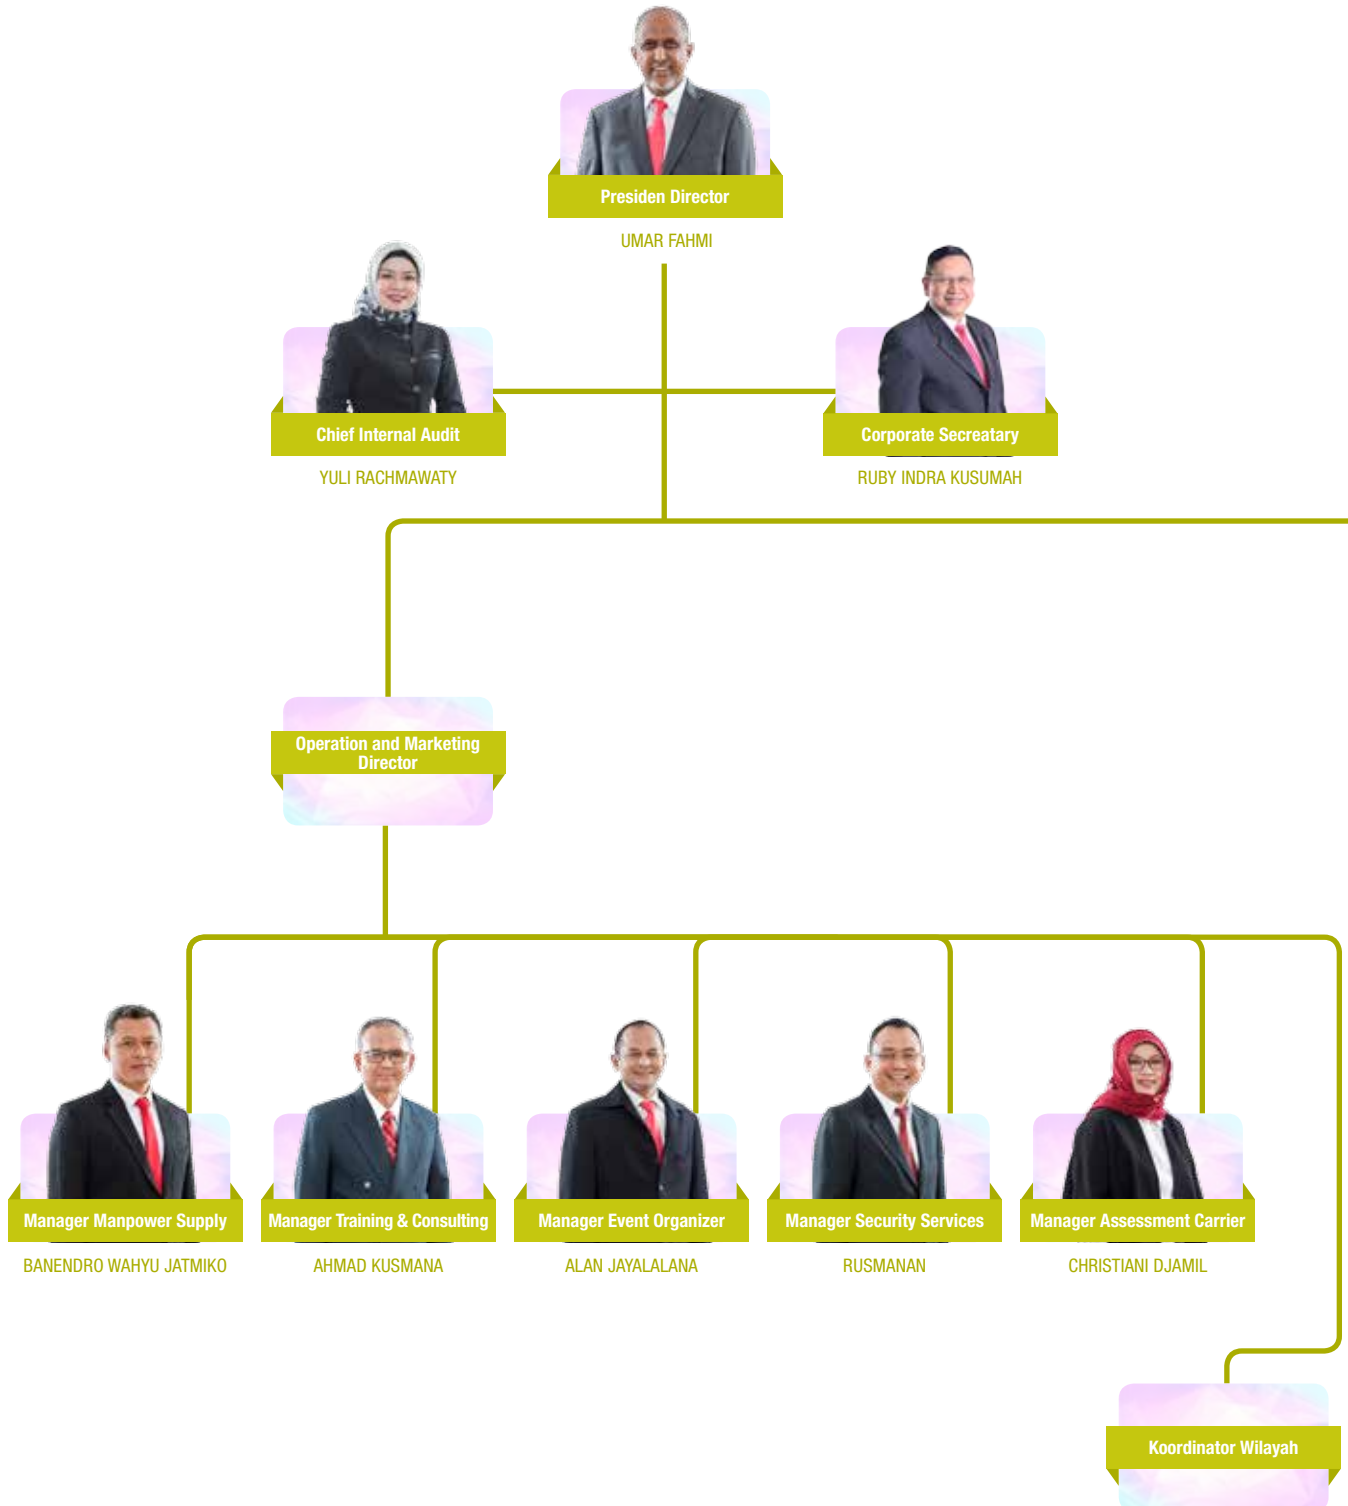 Presiden Director
UMAR FAHMI
Chief Internal Audit
YULI RACHMAWATY
Corporate Secreatary
RUBY INDRA KUSUMAH
Operation and Marketing
Director
Manager Manpower Supply
BANENDRO WAHYU JATMIKO
Manager Training & Consulting
AHMAD KUSMANA
Manager Event Organizer
ALAN JAYALALANA
Manager Security Services
RUSMANAN
Manager Assessment Carrier
CHRISTIANI DJAMIL
Koordinator Wilayah